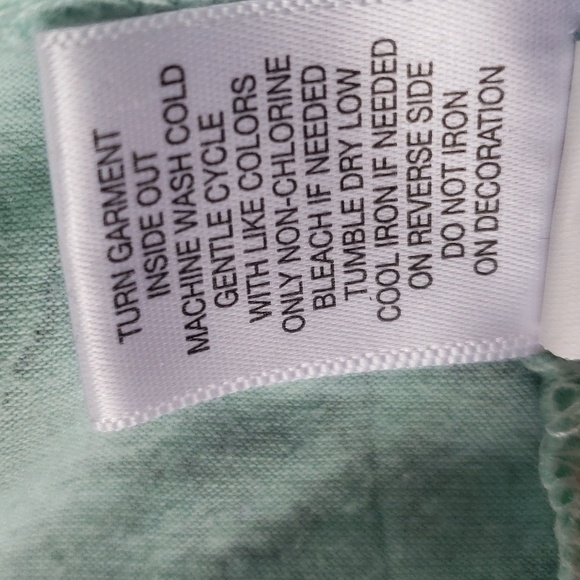 TURN GARMENT
INSIDE OUT
MACHINE WASH COLD
GENTLE CYCLE
WITH LIKE COLORS
ONLY NON-CHLORINE
BLEACH IF NEEDED
TUMBLE DRY LOW
COOL IRON IF NEEDED
ON REVERSE SIDE
DO NOT IRON
ON DECORATION